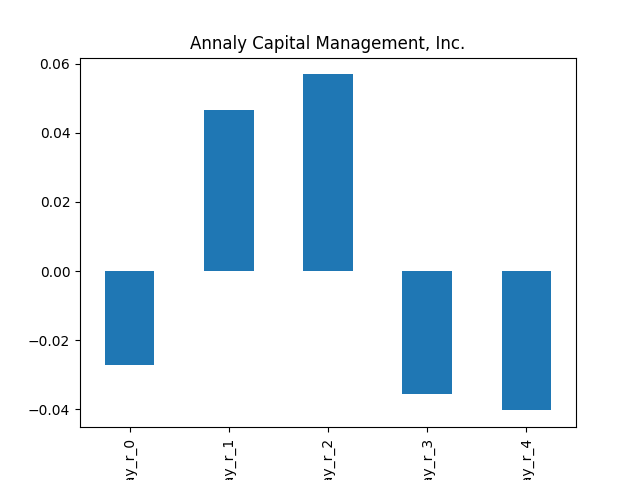 Annaly Capital Management, Inc.
0.06
0.04
0.02
0.00
−0.02
−0.04
ay_r_0
ay_r_1
ay_r_2
ay_r_3
ay_r_4